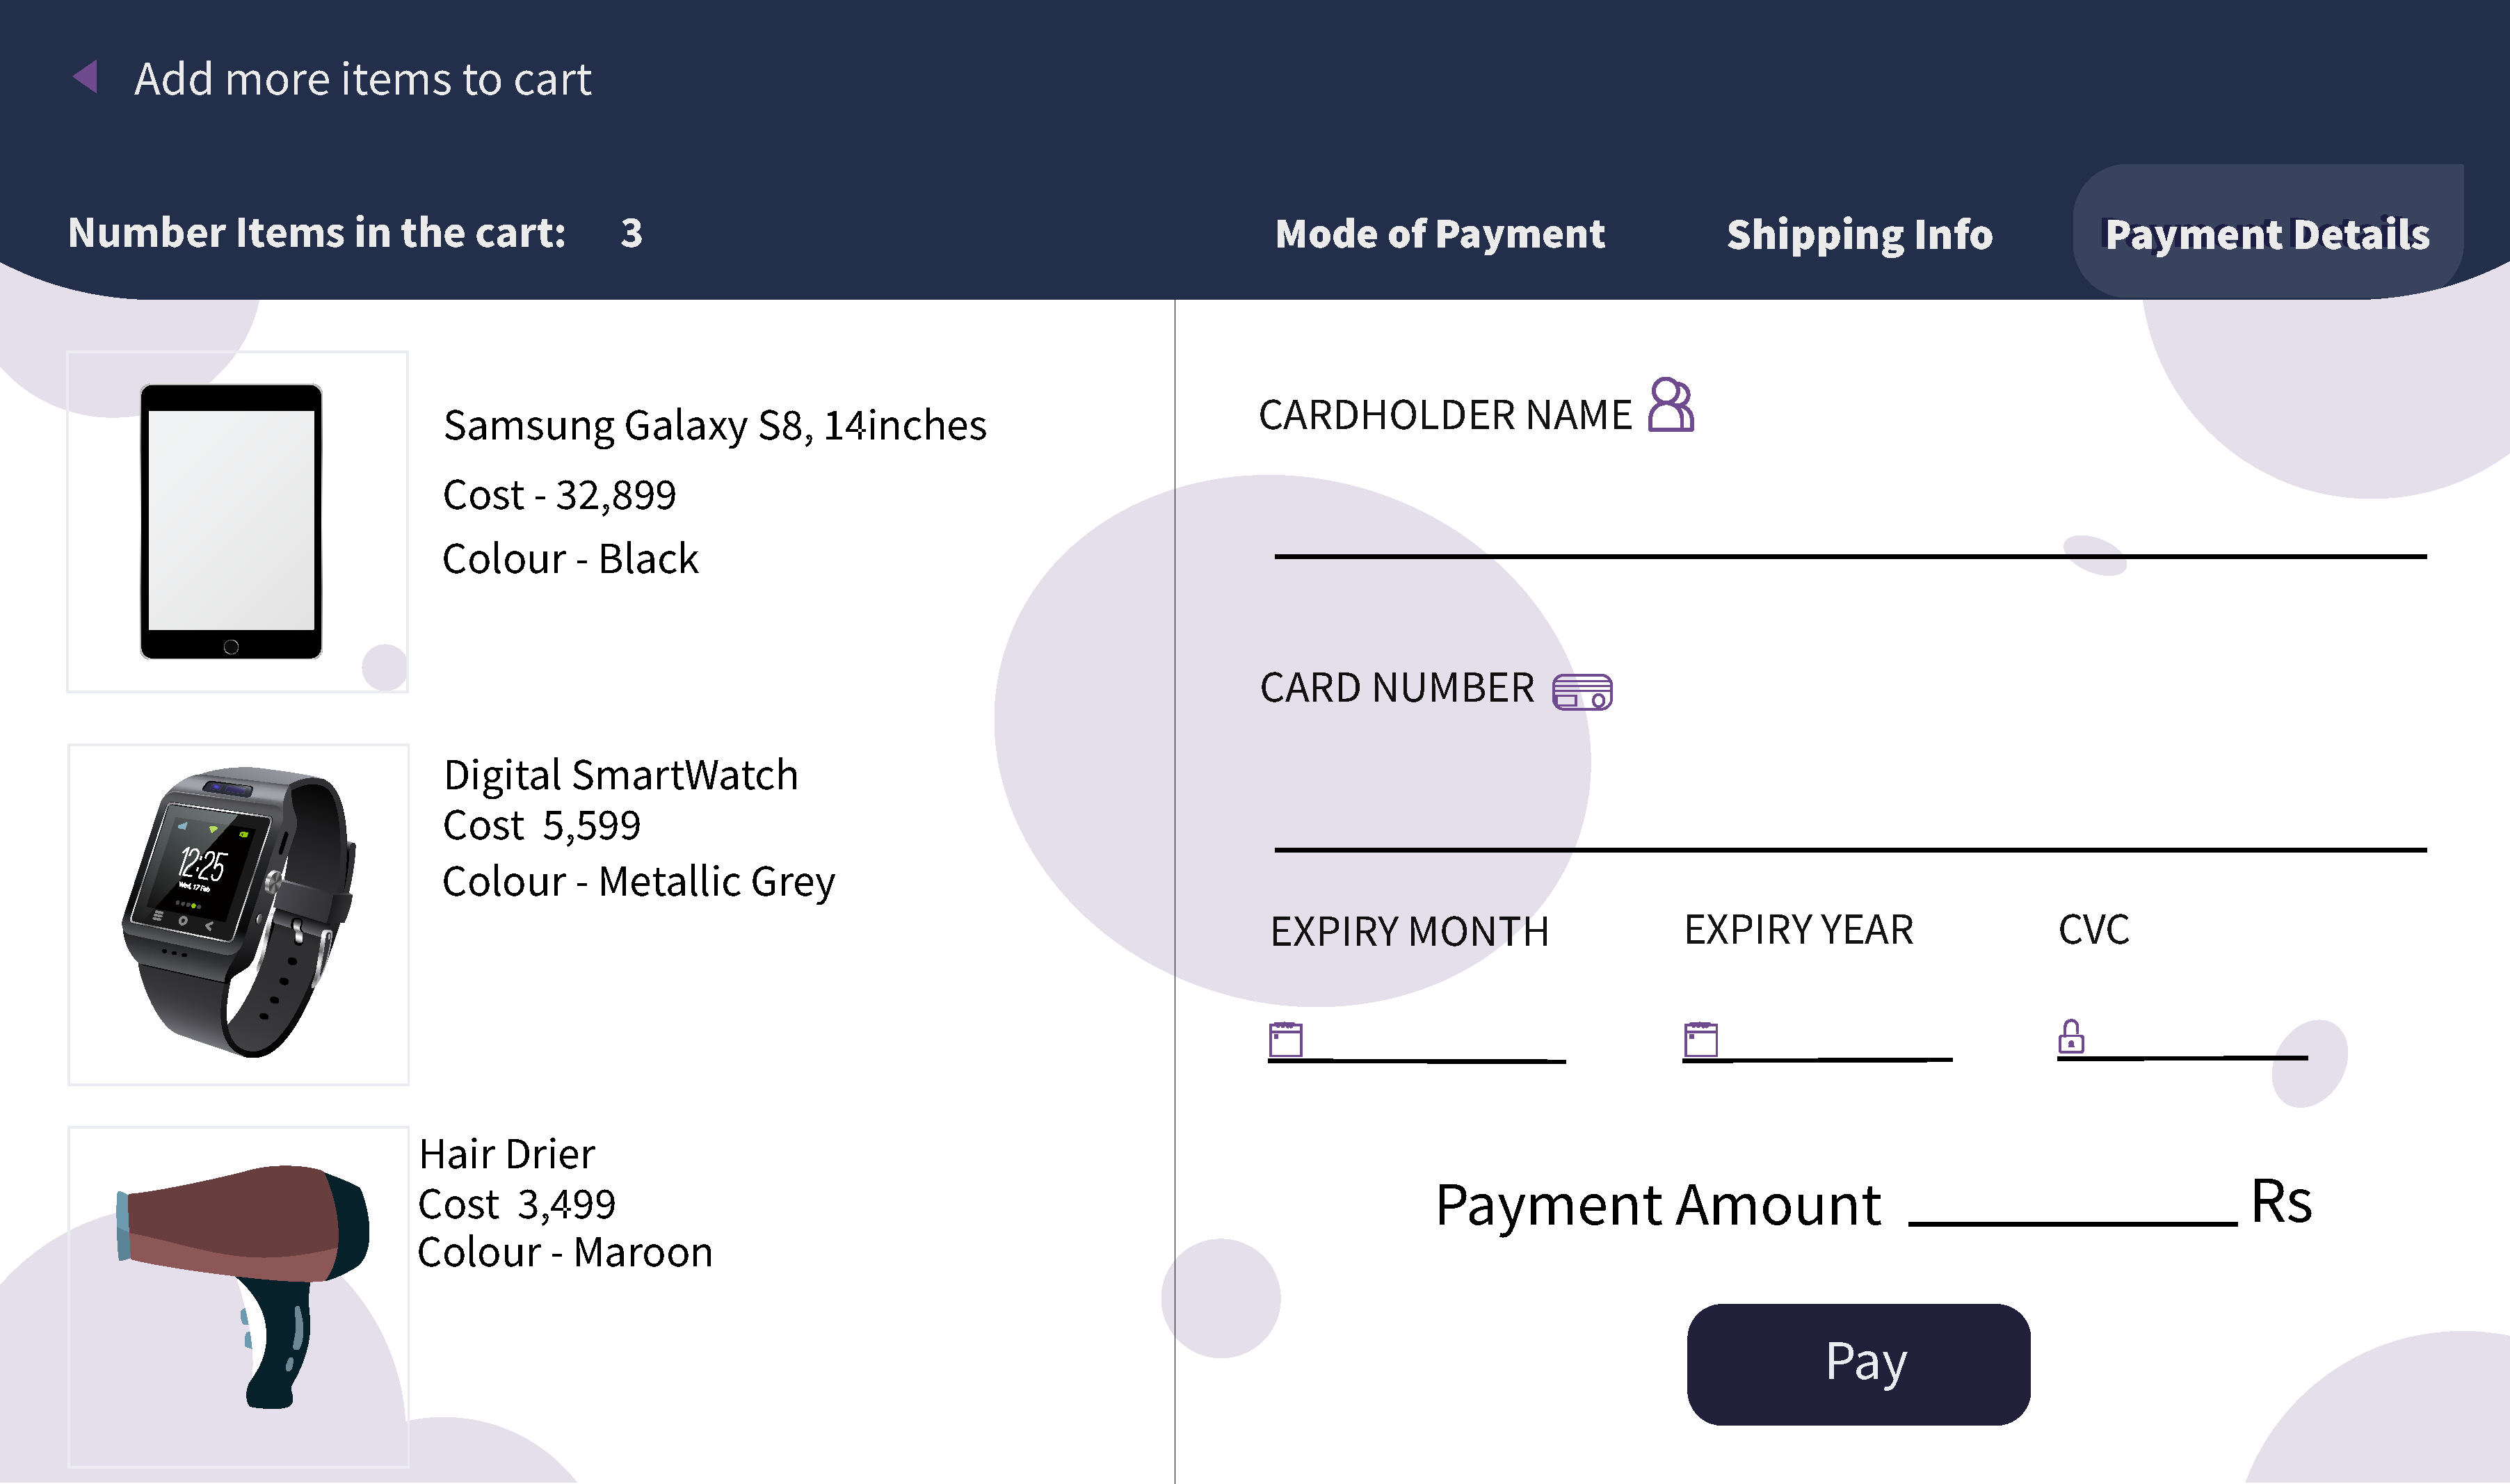 Add more items to cart
Number Items in the cart: 3
Mode of Payment Shipping Info Payment Details
Samsung Galaxy S8, 14inches
Cost - 32,899
Colour - Black
Digital SmartWatch
Cost 5,599
Colour - Metallic Grey
12:25
Wed, 17 Feb
Hair Drier
Cost 3,499
Colour - Maroon
CARDHOLDER NAME
CARD NUMBER
EXPIRY MONTH EXPIRY YEAR CVC
Payment Amount Rs
Pay